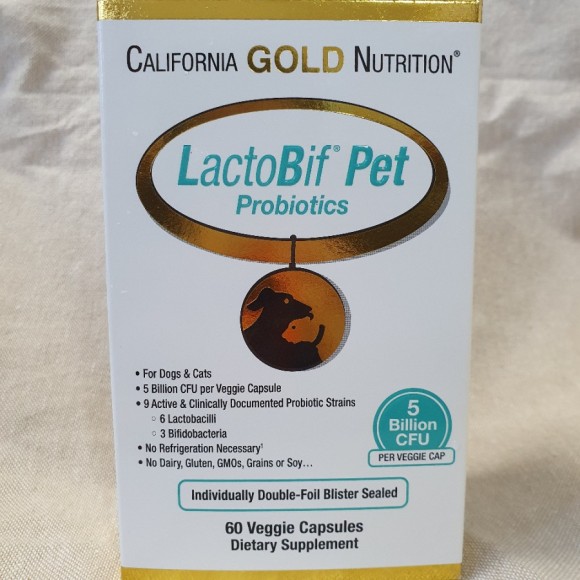 CALIFORNIA GOLD NUTRITION®
LactoBif® Pet
Probiotics
• For Dogs & Cats
• 5 Billion CFU per Veggie Capsule
• 9 Active & Clinically Documented Probiotic Strains
○ 6 Lactobacilli
○ 3 Bifidobacteria
• No Refrigeration Necessary†
• No Dairy, Gluten, GMOs, Grains or Soy...
5
Billion
CFU
PER VEGGIE CAP
Individually Double-Foil Blister Sealed
60 Veggie Capsules
Dietary Supplement